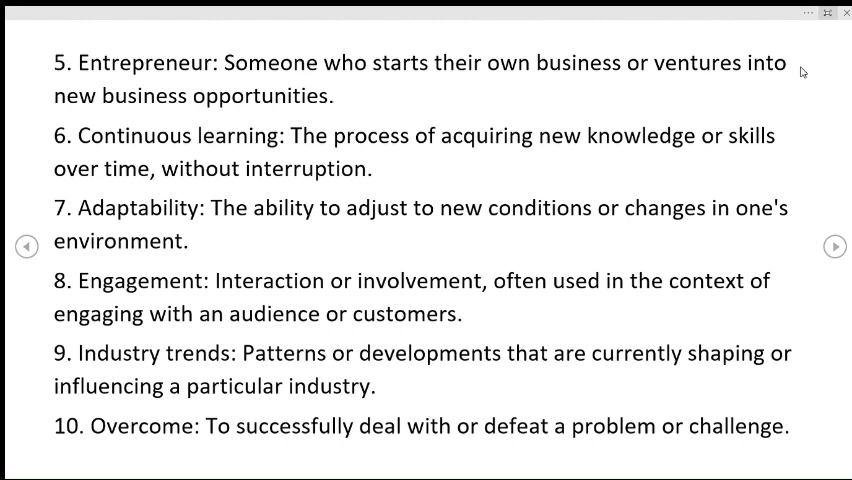 5. Entrepreneur: Someone who starts their own business or ventures into
new business opportunities.
6. Continuous learning: The process of acquiring new knowledge or skills
over time, without interruption.
7. Adaptability: The ability to adjust to new conditions or changes in one's
environment.
8. Engagement: Interaction or involvement, often used in the context of
engaging with an audience or customers.
9. Industry trends: Patterns or developments that are currently shaping or
influencing a particular industry.
10. Overcome: To successfully deal with or defeat a problem or challenge.